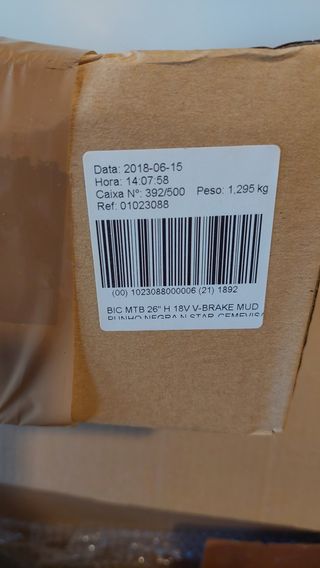 Data: 2018-06-15
Hora: 14:07:58
Caixa Nº: 392/500 Peso: 1,295 kg
Ref: 01023088
(00) 1023088000006 (21) 1892
BIC MTB 26" H 18V V-BRAKE MUD
PUNHO NEGRA N.STAR CEMEVISA